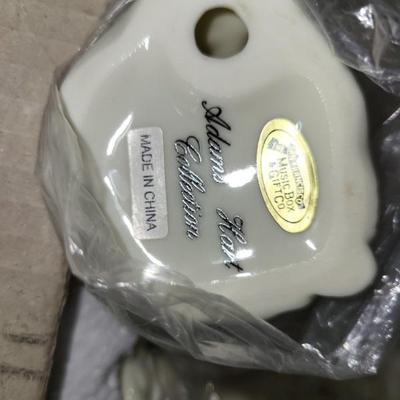 Adams Hart
Collection
MADE IN CHINA
MUSIC BOX
& GIFT CO.